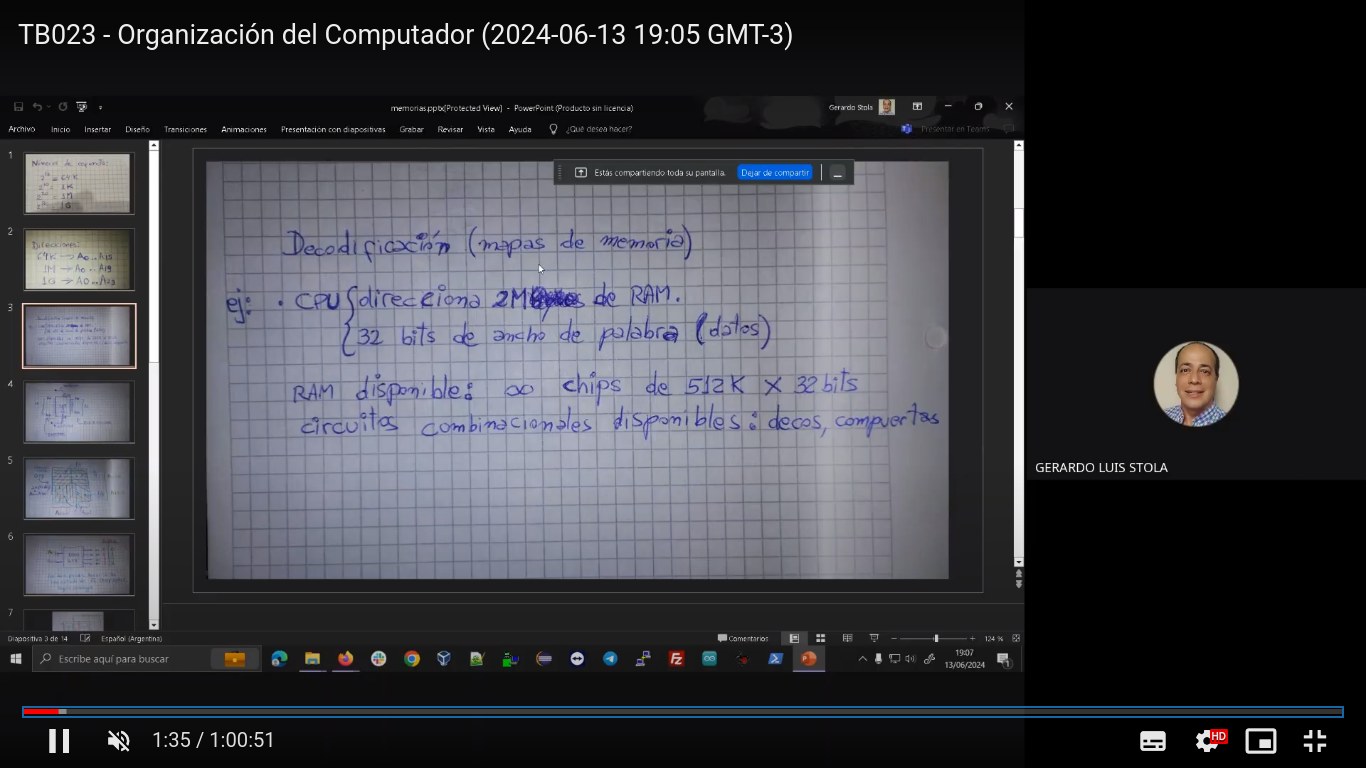 TB023 - Organización del Computador (2024-06-13 19:05 GMT-3)
memorias.pptx[Protected View] - PowerPoint (Producto sin licencia)
Gerardo Stola
Archivo Inicio Insertar Diseño Transiciones Animaciones Presentación con diapositivas Grabar Revisar Vista Ayuda ¿Qué desea hacer? Presentar en Teams
Estás compartiendo toda su pantalla. Dejar de compartir
1
2
3
4
5
6
7
Decodificación (mapas de memoria)
ej: · CPU { direcciona 2M de RAM.
32 bits de ancho de palabra (datos)
RAM disponible: ∞ chips de 512K X 32 bits
circuitos combinacionales disponibles: decos, compuertas
GERARDO LUIS STOLA
Diapositiva 3 de 14 Español (Argentina) Comentarios 124 %
Escribe aquí para buscar
19:07
13/06/2024
1:35 / 1:00:51
HD